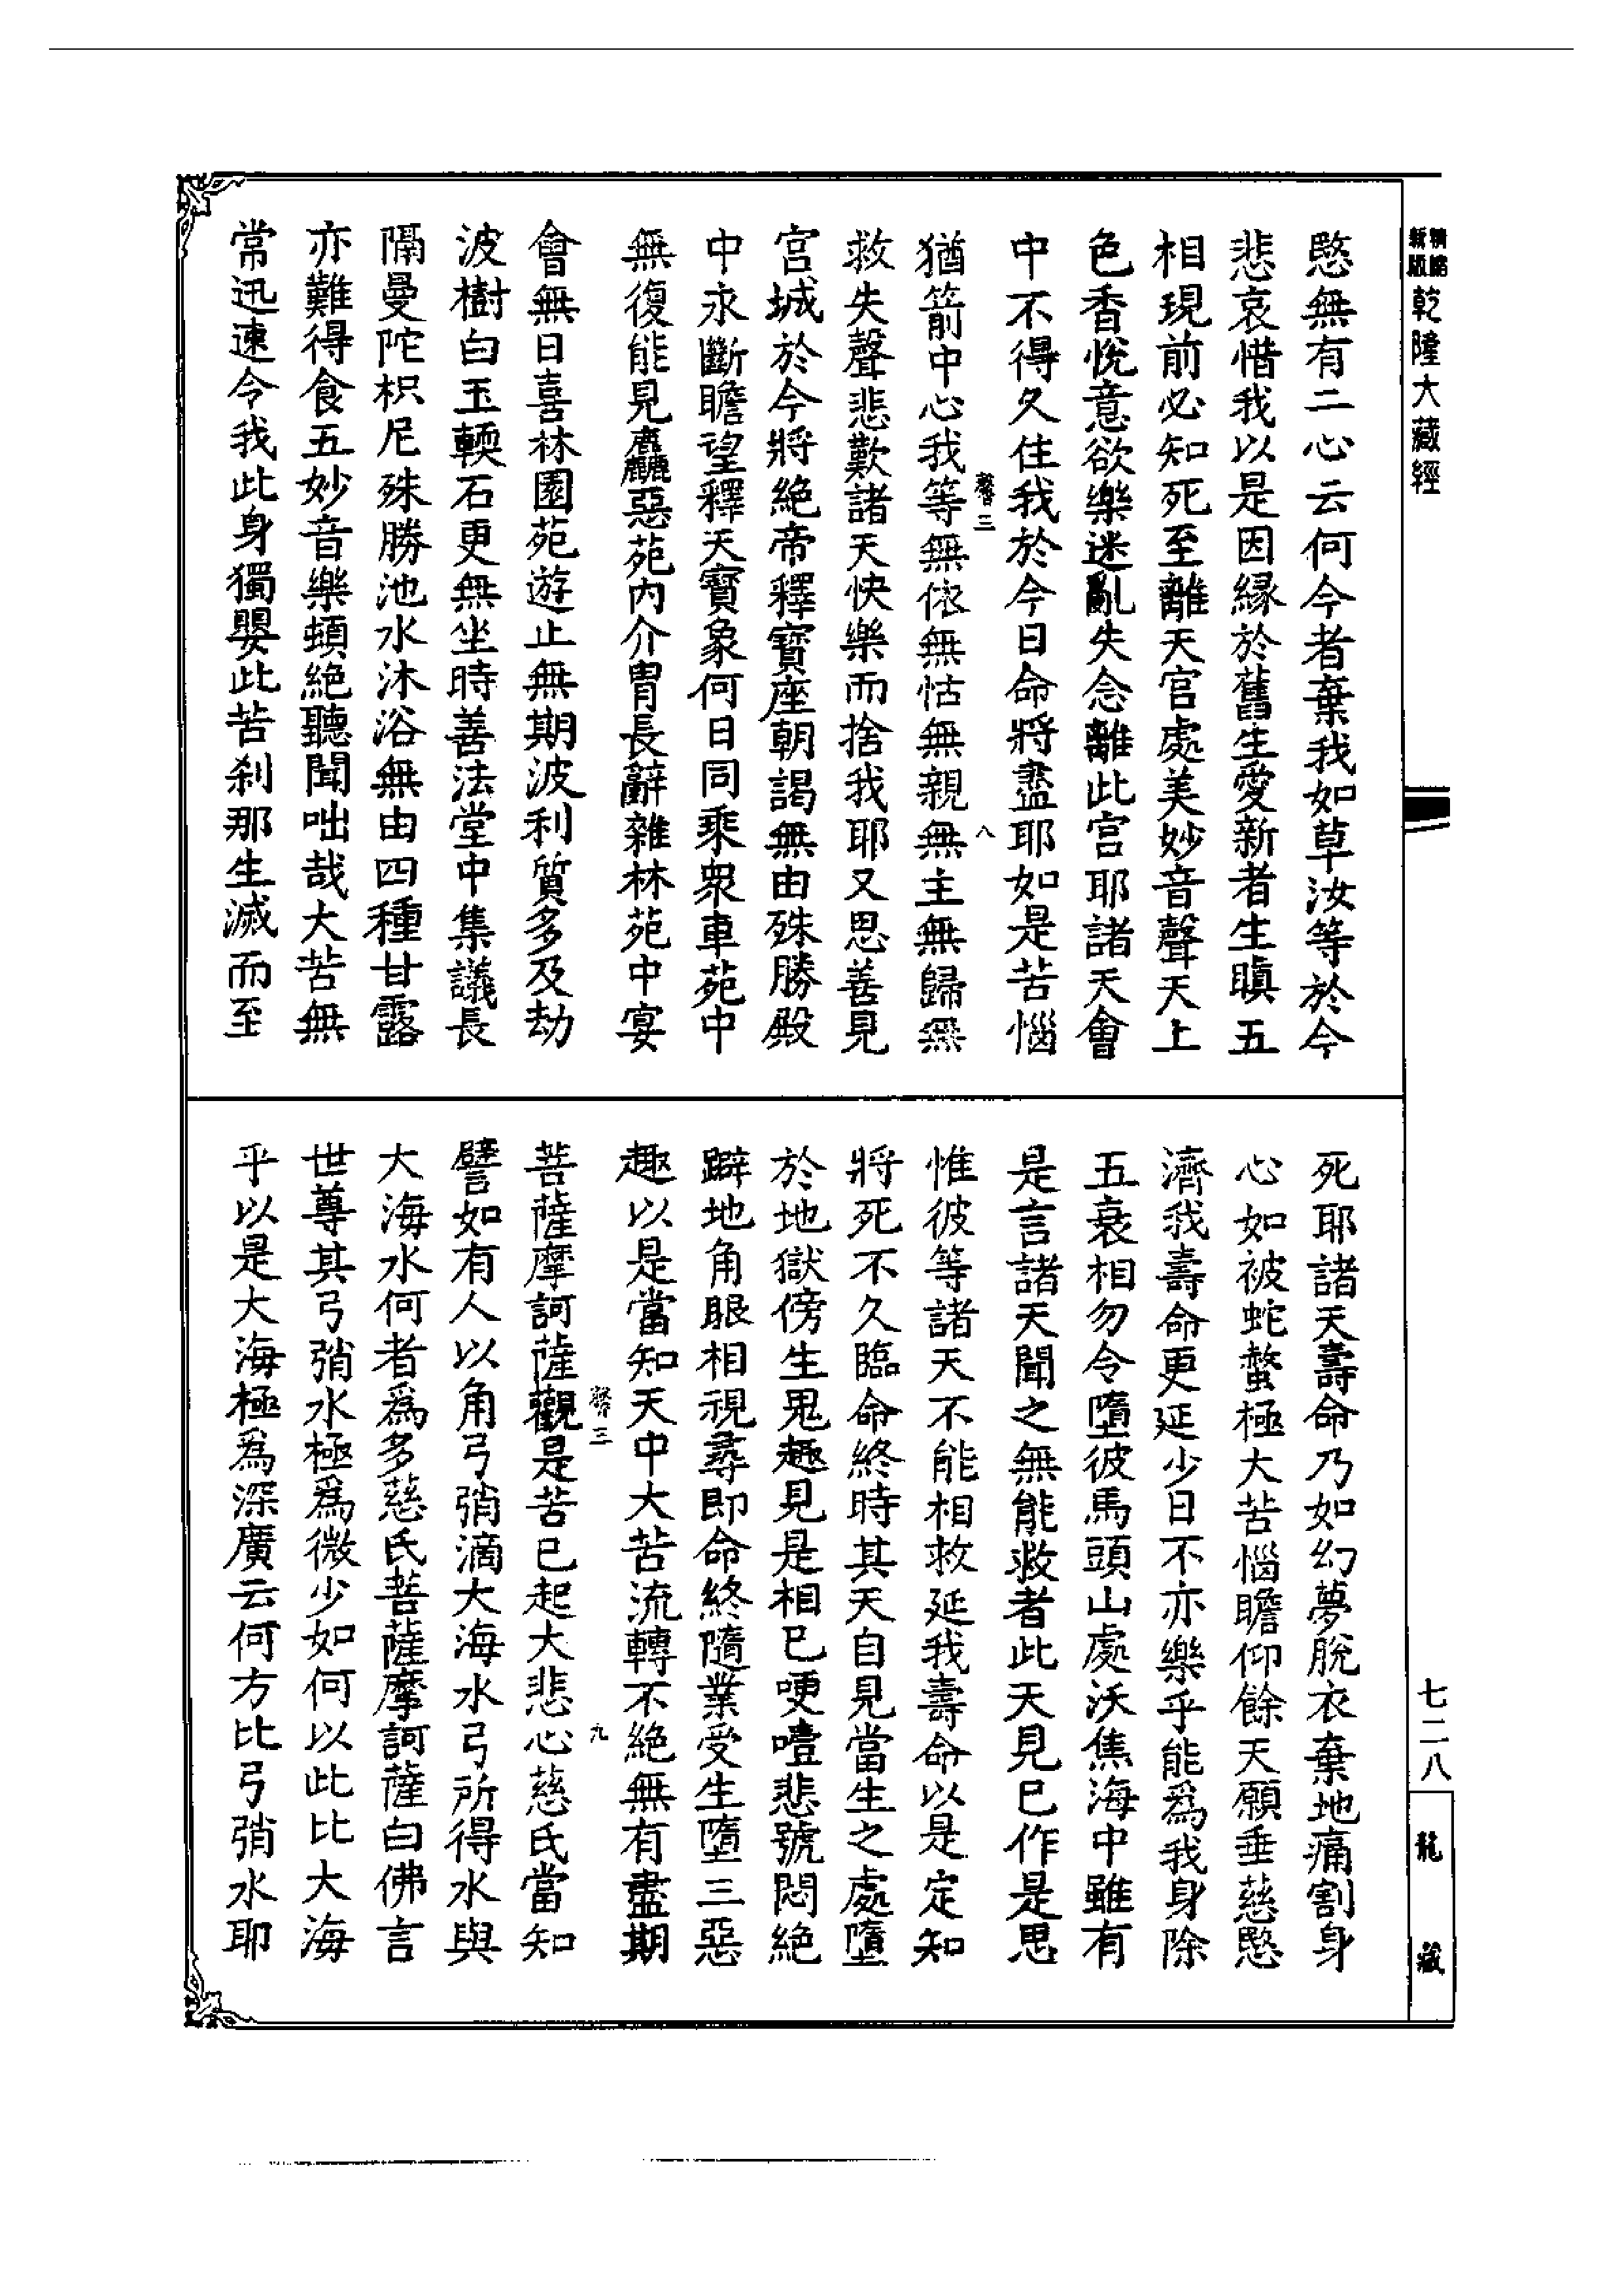 新版
精縮
乾隆大藏經
愍無有二心云何今者棄我如草汝等於今
悲哀惜我以是因緣於舊生愛新者生瞋五
相現前必知死至離天宮處美妙音聲天上
色香悅意欲樂迷亂失念離此宮耶諸天會
中不得久住我於今日命將盡耶如是苦惱
三
八
猶箭中心我等無依無怙無親無主無歸無
救失聲悲歎諸天快樂而捨我耶又思善見
宮城於今將絕帝釋寶座朝謁無由殊勝殿
中永斷瞻望釋天寶象何日同乘眾車苑中
無復能見麤惡苑內介胄長辭雜林苑中宴
會無日喜林園苑遊止無期波利質多及劫
波樹白玉輭石更無坐時善法堂中集議長
隔曼陀枳尼殊勝池水沐浴無由四種甘露
亦難得食五妙音樂頓絕聽聞咄哉大苦無
常迅速令我此身獨嬰此苦剎那生滅而至
死耶諸天壽命乃如幻夢脫衣棄地痛割身
心如被蛇螫極大苦惱瞻仰餘天願垂慈愍
濟我壽命更延少日不亦樂乎能為我身除
五衰相勿令墮彼馬頭山處沃焦海中雖有
是言諸天聞之無能救者此天見已作是思
惟彼等諸天不能相救延我壽命以是定知
將死不久臨命終時其天自見當生之處墮
於地獄傍生鬼趣見是相已哽噎悲號悶絕
躃地角眼相視尋即命終隨業受生墮三惡
趣以是當知天中大苦流轉不絕無有盡期
三
九
菩薩摩訶薩觀是苦已起大悲心慈氏當知
譬如有人以角弓弰滴大海水弓所得水與
大海水何者為多慈氏菩薩摩訶薩白佛言
世尊其弓弰水極為微少如何以此比大海
乎以是大海極為深廣云何方比弓弰水耶
七二八
龍藏